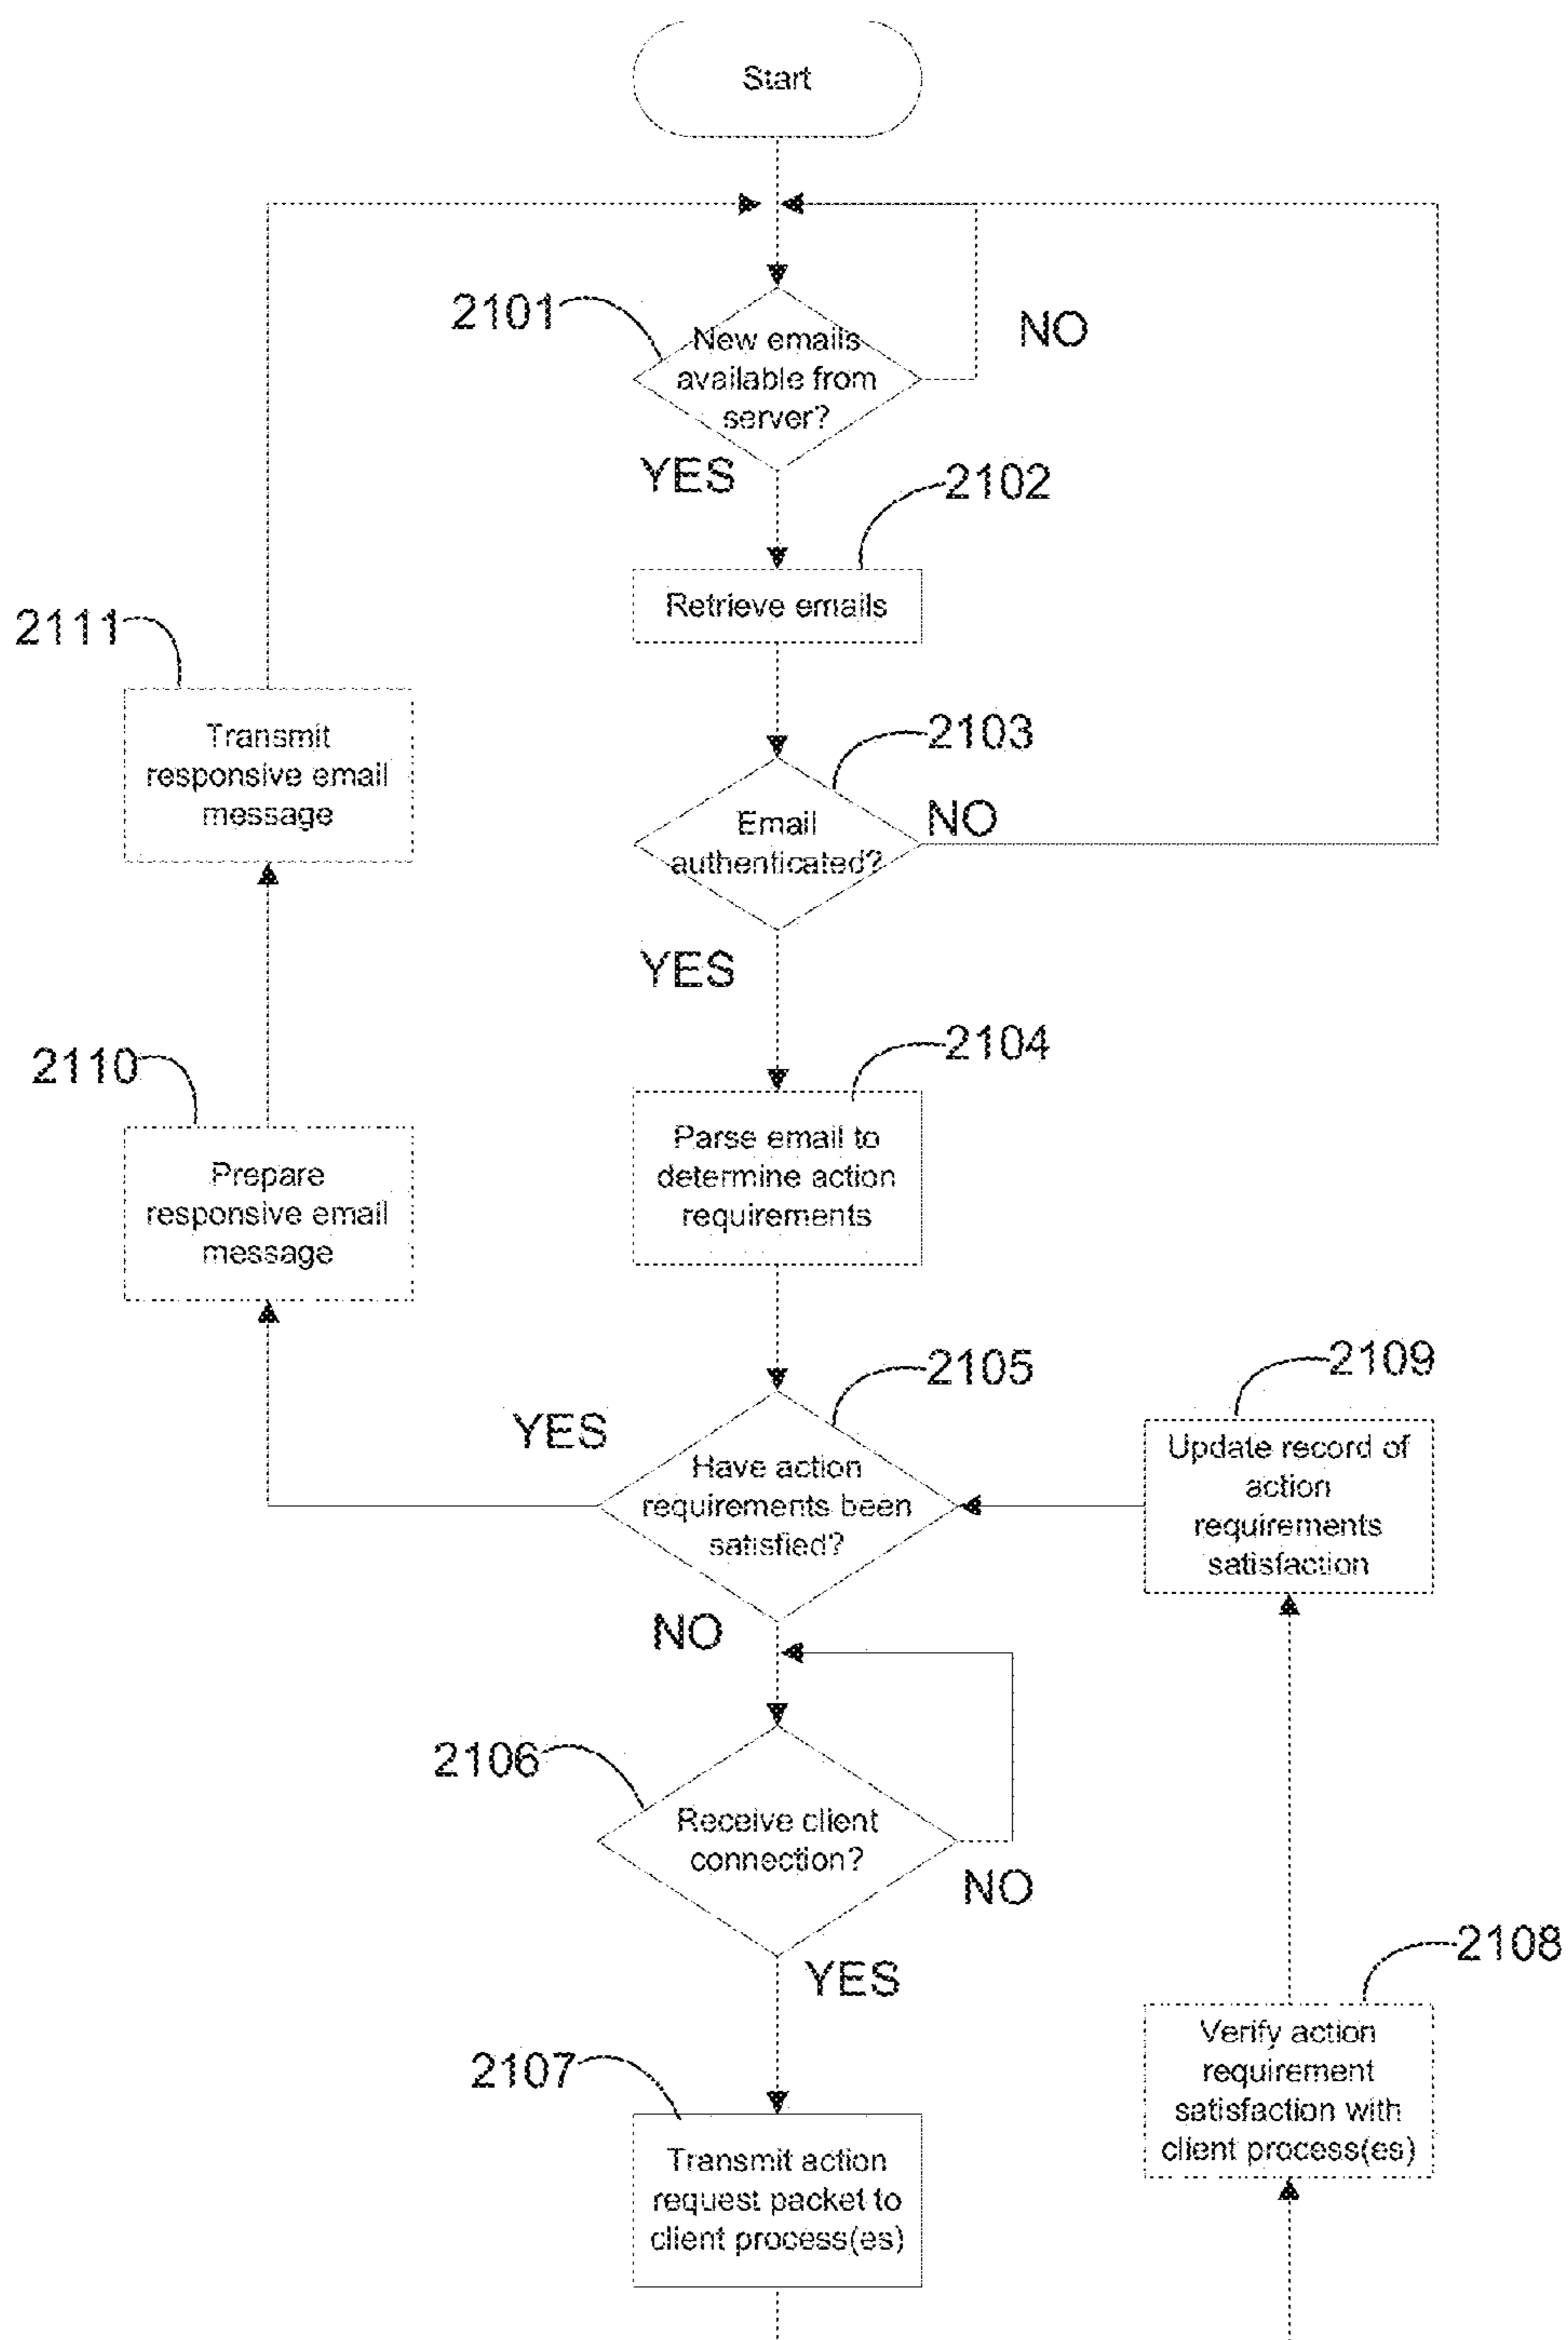 Start
2101
New emails
available from
server?
NO
YES
2102
Retrieve emails
2111
Transmit
responsive email
message
2103
Email
authenticated?
NO
YES
2104
2110
Prepare
responsive email
message
Parse email to
determine action
requirements
2105
2109
YES
Have action
requirements been
satisfied?
Update record of
action
requirements
satisfaction
NO
2106
Receive client
connection?
NO
YES
2108
Verify action
requirement
satisfaction with
client process(es)
2107
Transmit action
request packet to
client process(es)